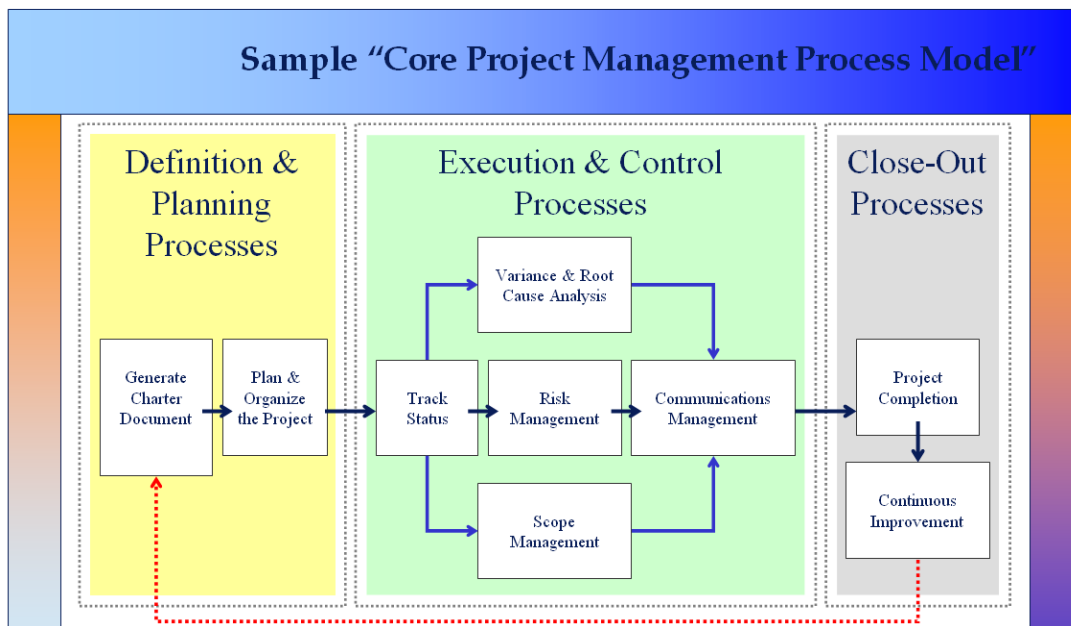 Sample “Core Project Management Process Model”
Definition &
Planning
Processes
Generate
Charter
Document
Plan &
Organize
the Project
Execution & Control
Processes
Variance & Root
Cause Analysis
Track
Status
Risk
Management
Communications
Management
Scope
Management
Close-Out
Processes
Project
Completion
Continuous
Improvement